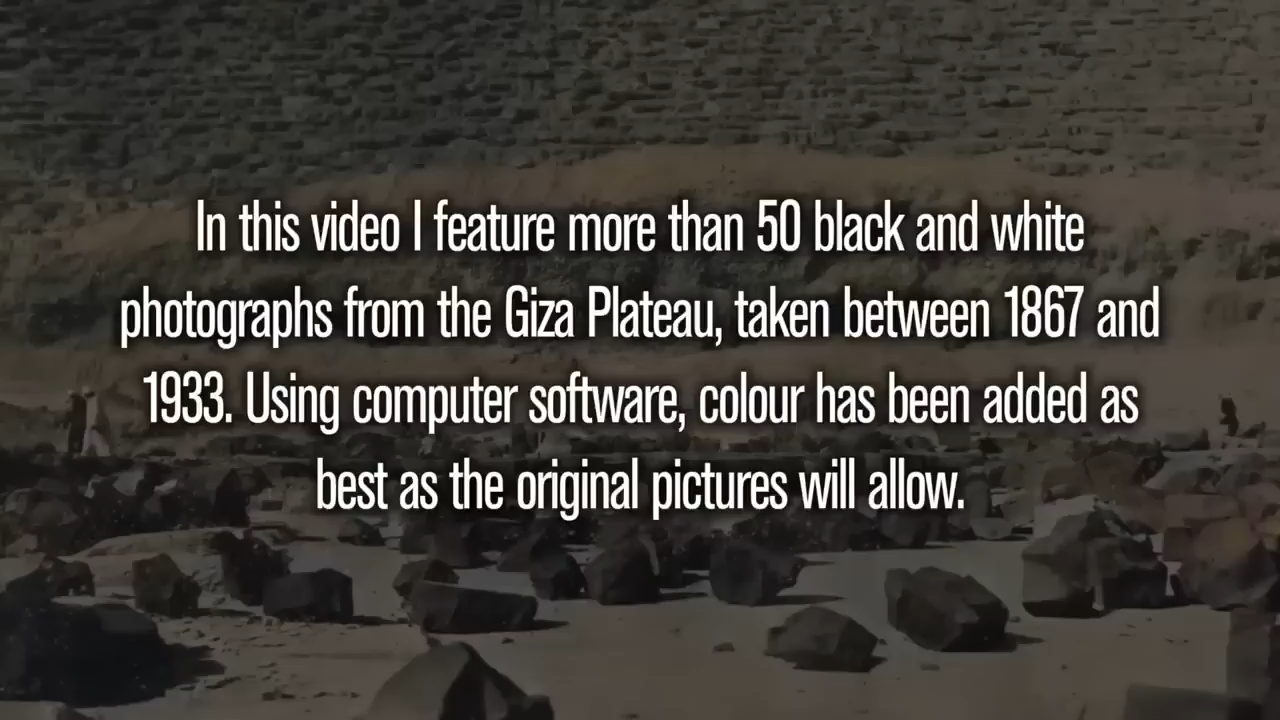 In this video I feature more than 50 black and white
photographs from the Giza Plateau, taken between 1867 and
1933. Using computer software, colour has been added as
best as the original pictures will allow.